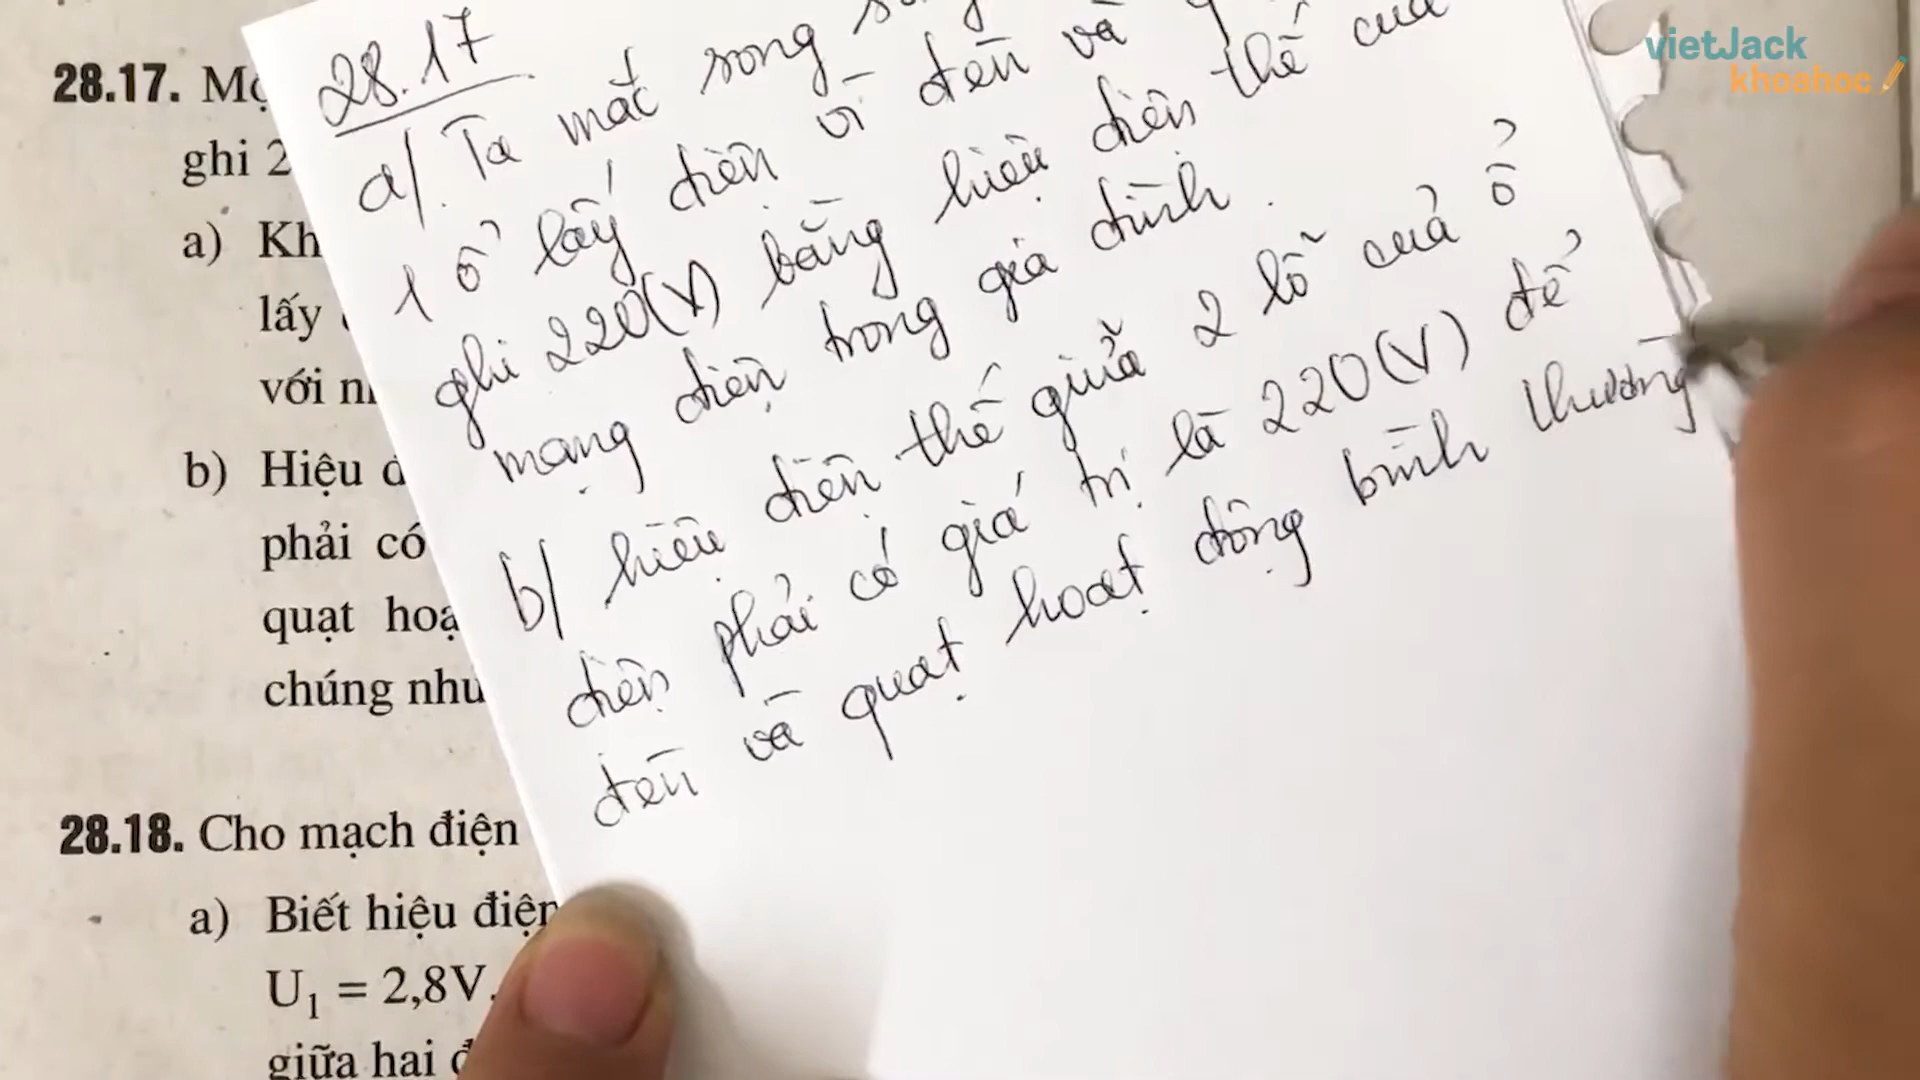 vietJack
khoahoc
28.17. Mọ
ghi 2
a) Kh
lấy
với nh
b) Hiệu đ
phải có
quạt hoạ
chúng như
28.18. Cho mạch điện
a) Biết hiệu điện
U1 = 2,8V.
giữa hai đ
28.17
a/. Ta mắc song
1 ổ lấy điện vì đèn và
ghi 220(V) bằng hiệu điện thế của
mạng điện trong gia đình.
b/ hiệu điện thế giữa 2 lỗ của ổ
điện phải có giá trị là 220(V) để
đèn và quạt hoạt động bình thường